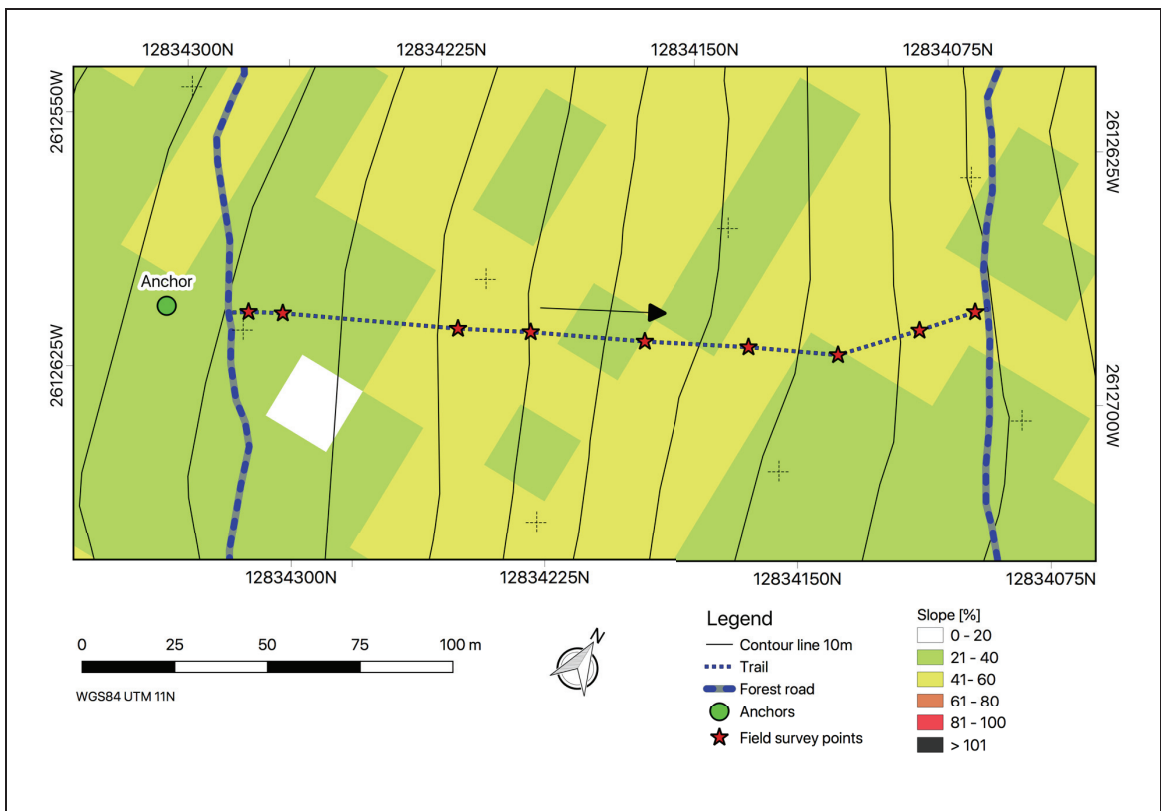 12834300N 12834225N 12834150N 12834075N
2612550W
2612625W
Anchor
2612625W
2612700W
12834300N 12834225N 12834150N 12834075N
0 25 50 75 100 m
WGS84 UTM 11N
N
Legend
Contour line 10m
Trail
Forest road
Anchors
Field survey points
Slope [%]
0 - 20
21 - 40
41- 60
61 - 80
81 - 100
> 101